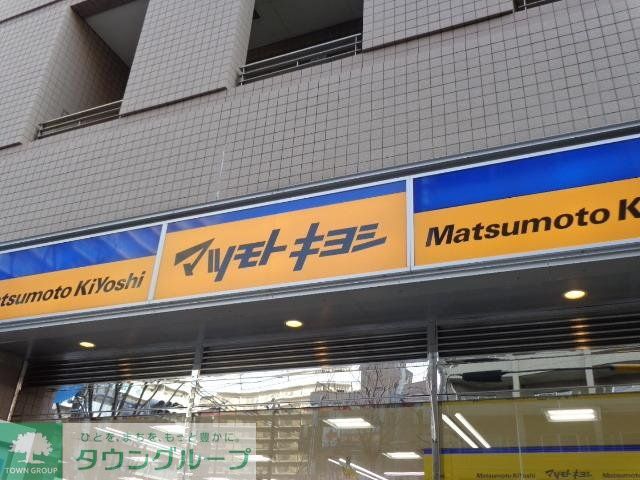 atsumoto KiYoshi
マツモトキヨシ
Matsumoto K
Matsumoto KiYoshi
マツモトキヨシ
Mats
TOWN GROUP
ひとを、まちを、もっと豊かに。
タウングループ